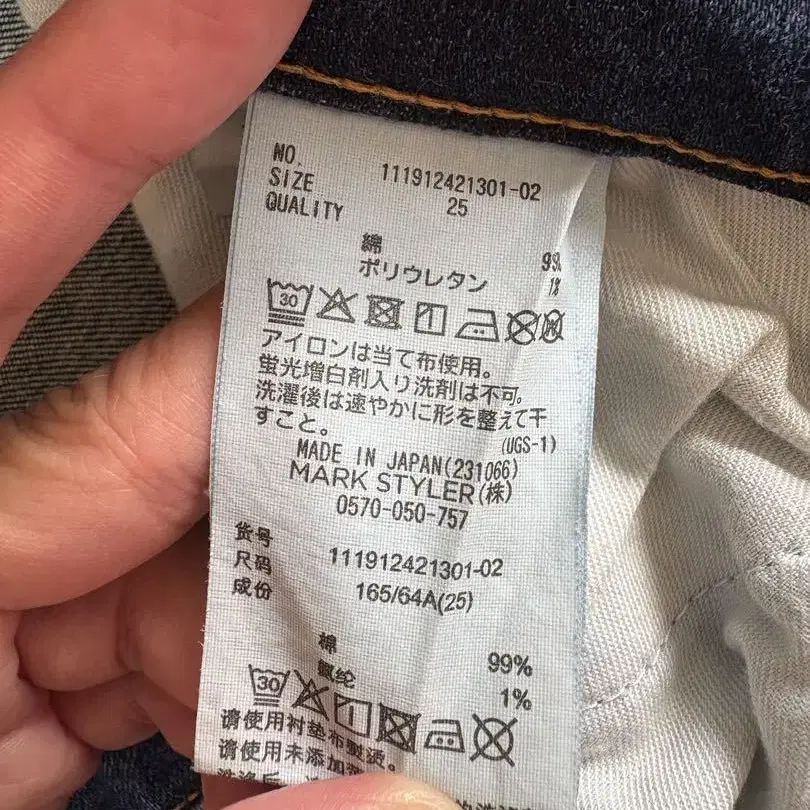 NO. 111912421301-02
SIZE 25
QUALITY
綿 99%
ポリウレタン 1%
30
アイロンは当て布使用。
蛍光増白剤入り洗剤は不可。
洗濯後は速やかに形を整えて干
すこと。
(UGS-1)
MADE IN JAPAN(231066)
MARK STYLER(株)
0570-050-757
货号 111912421301-02
尺码 165/64A(25)
成份
棉 99%
氨纶 1%
30
请使用衬垫布製烫。
请使用未添加